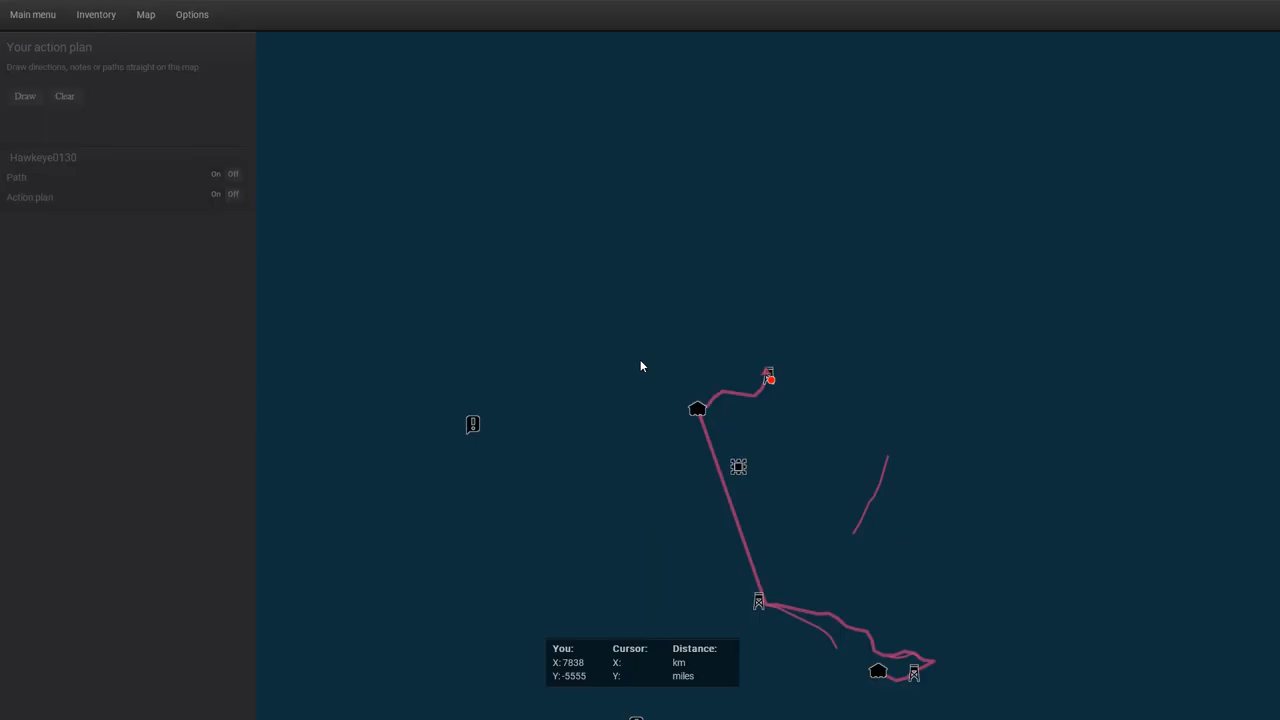 Main menu Inventory Map Options
Your action plan
Draw directions, notes or paths straight on the map
Draw Clear
Hawkeye0130
Path On Off
Action plan On Off
You: Cursor: Distance:
X: 7838 X: km
Y: -5555 Y: miles